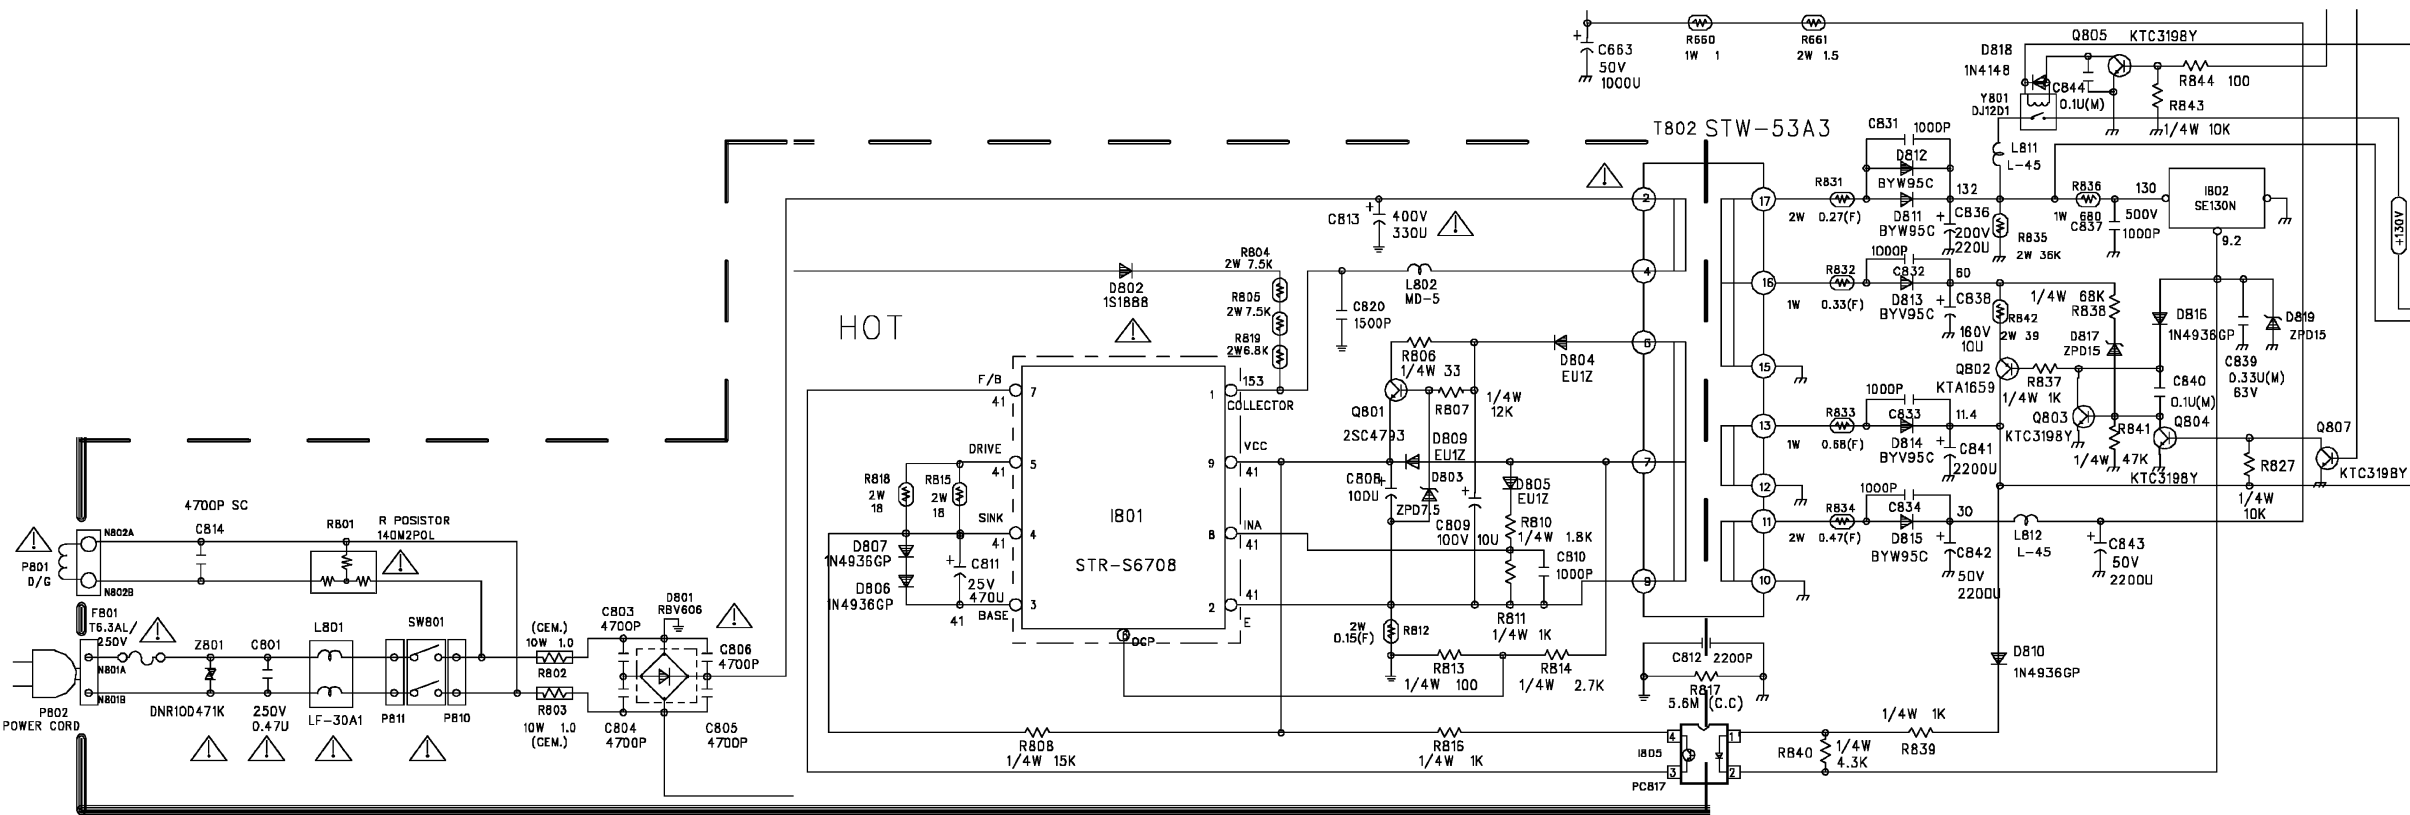 C663
50V
1000U
R660
1W 1
R661
2W 1.5
Q805 KTC3198Y
D818
1N4148
C844
0.1U(M)
Y801
DJ12D1
R844 100
R843
1/4W 10K
T802 STW-53A3
C831 1000P
D812
BYW95C
R831
2W 0.27(F)
D811
BYW95C
132
C836
200V
220U
L811
L-45
R835
2W 36K
R836
1W 680
130
500V
C837 1000P
I802
SE130N
9.2
+130V
C813
400V
330U
2
17
R804
2W 7.5K
R805
2W 7.5K
R819
2W6.8K
D802
1S1888
HOT
L802
MD-5
C820
1500P
4
16
1000P
C832
R832
1W 0.33(F)
D813
BYV95C
60
C838
160V
10U
R842
2W 39
1/4W 68K
R838
D817
ZPD15
D816
1N4936GP
D819
ZPD15
C839
0.33U(M)
63V
C840
0.1U(M)
Q802
KTA1659
R837
1/4W 1K
Q803
KTC3198Y
R841
1/4W 47K
Q804
KTC3198Y
Q807
KTC3198Y
R827
1/4W
10K
6
15
R806
1/4W 33
D804
EU1Z
Q801
2SC4793
R807
1/4W
12K
D809
EU1Z
D803
ZPD7.5
C808
100U
C809
100V 10U
D805
EU1Z
R810
1/4W 1.8K
C810
1000P
R811
1/4W 1K
7
12
13
1000P
C833
R833
1W 0.68(F)
D814
BYV95C
11.4
C841
2200U
1000P
C834
R834
2W 0.47(F)
D815
BYW95C
30
C842
50V
2200U
L812
L-45
C843
50V
2200U
11
9
10
F/B
7
41
DRIVE
5
41
SINK
4
41
3
BASE
41
I801
STR-S6708
1
153
COLLECTOR
VCC
9
41
INA
8
41
41
2
E
OCP
R818
2W
18
R815
2W
18
D807
1N4936GP
D806
1N4936GP
C811
25V
470U
2W
0.15(F)
R812
R813
1/4W 100
R814
1/4W 2.7K
C812 2200P
R817
5.6M (C.C)
D810
1N4936GP
4700P SC
C814
R801
R POSISTOR
140M2POL
N802A
P801
D/G
N802B
F801
T6.3AL/
250V
N801A
N801B
P802
POWER CORD
Z801
DNR10D471K
C801
250V
0.47U
L801
LF-30A1
SW801
P811
P810
(CEM.)
10W 1.0
R802
R803
10W 1.0
(CEM.)
C803
4700P
C804
4700P
D801
RBV606
C806
4700P
C805
4700P
R808
1/4W 15K
R816
1/4W 1K
I805
PC817
4
3
1
2
R840
1/4W
4.3K
1/4W 1K
R839